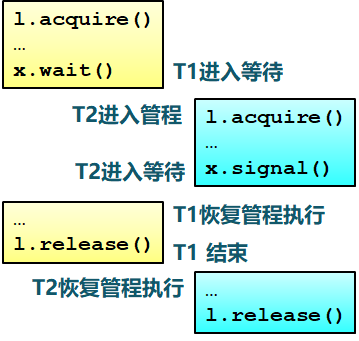 l.acquire()
…
x.wait()
T1进入等待
T2进入管程
l.acquire()
…
T2进入等待
x.signal()
…
T1恢复管程执行
l.release()
T1 结束
T2恢复管程执行
…
l.release()